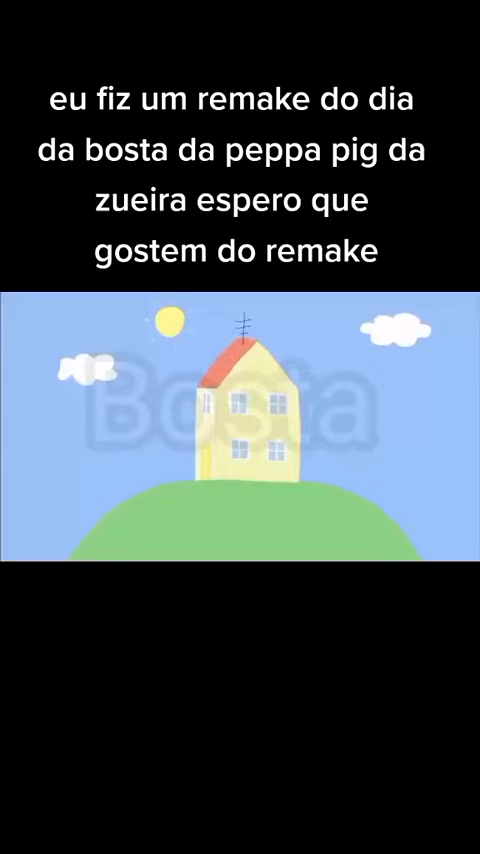 eu fiz um remake do dia
da bosta da peppa pig da
zueira espero que
gostem do remake
Bosta